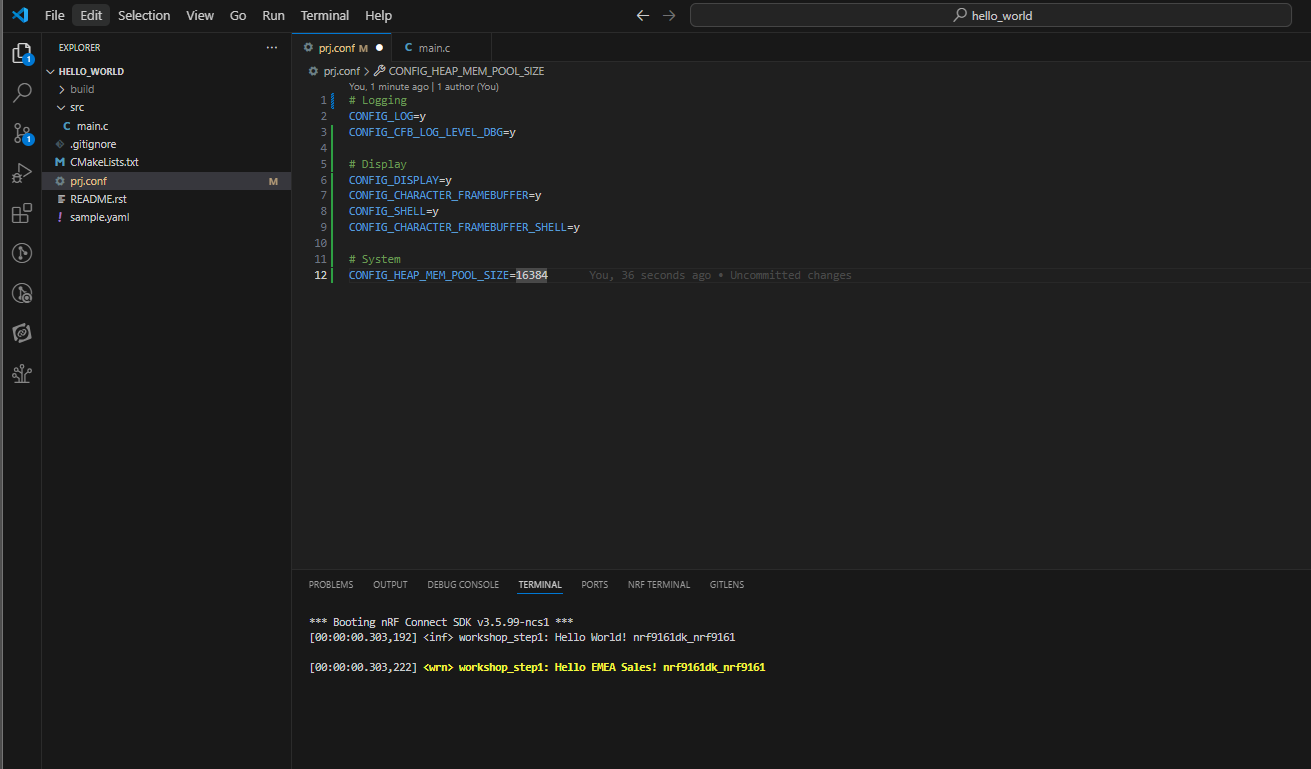 File Edit Selection View Go Run Terminal Help
hello_world
EXPLORER
HELLO_WORLD
build
src
C main.c
.gitignore
M CMakeLists.txt
prj.conf M
README.rst
! sample.yaml
1
1
prj.conf M
C main.c
prj.conf > CONFIG_HEAP_MEM_POOL_SIZE
You, 1 minute ago | 1 author (You)
1 # Logging
2 CONFIG_LOG=y
3 CONFIG_CFB_LOG_LEVEL_DBG=y
4
5 # Display
6 CONFIG_DISPLAY=y
7 CONFIG_CHARACTER_FRAMEBUFFER=y
8 CONFIG_SHELL=y
9 CONFIG_CHARACTER_FRAMEBUFFER_SHELL=y
10
11 # System
12 CONFIG_HEAP_MEM_POOL_SIZE=16384 You, 36 seconds ago • Uncommitted changes
PROBLEMS OUTPUT DEBUG CONSOLE TERMINAL PORTS NRF TERMINAL GITLENS
*** Booting nRF Connect SDK v3.5.99-ncs1 ***
[00:00:00.303,192] <inf> workshop_step1: Hello World! nrf9161dk_nrf9161
[00:00:00.303,222] <wrn> workshop_step1: Hello EMEA Sales! nrf9161dk_nrf9161